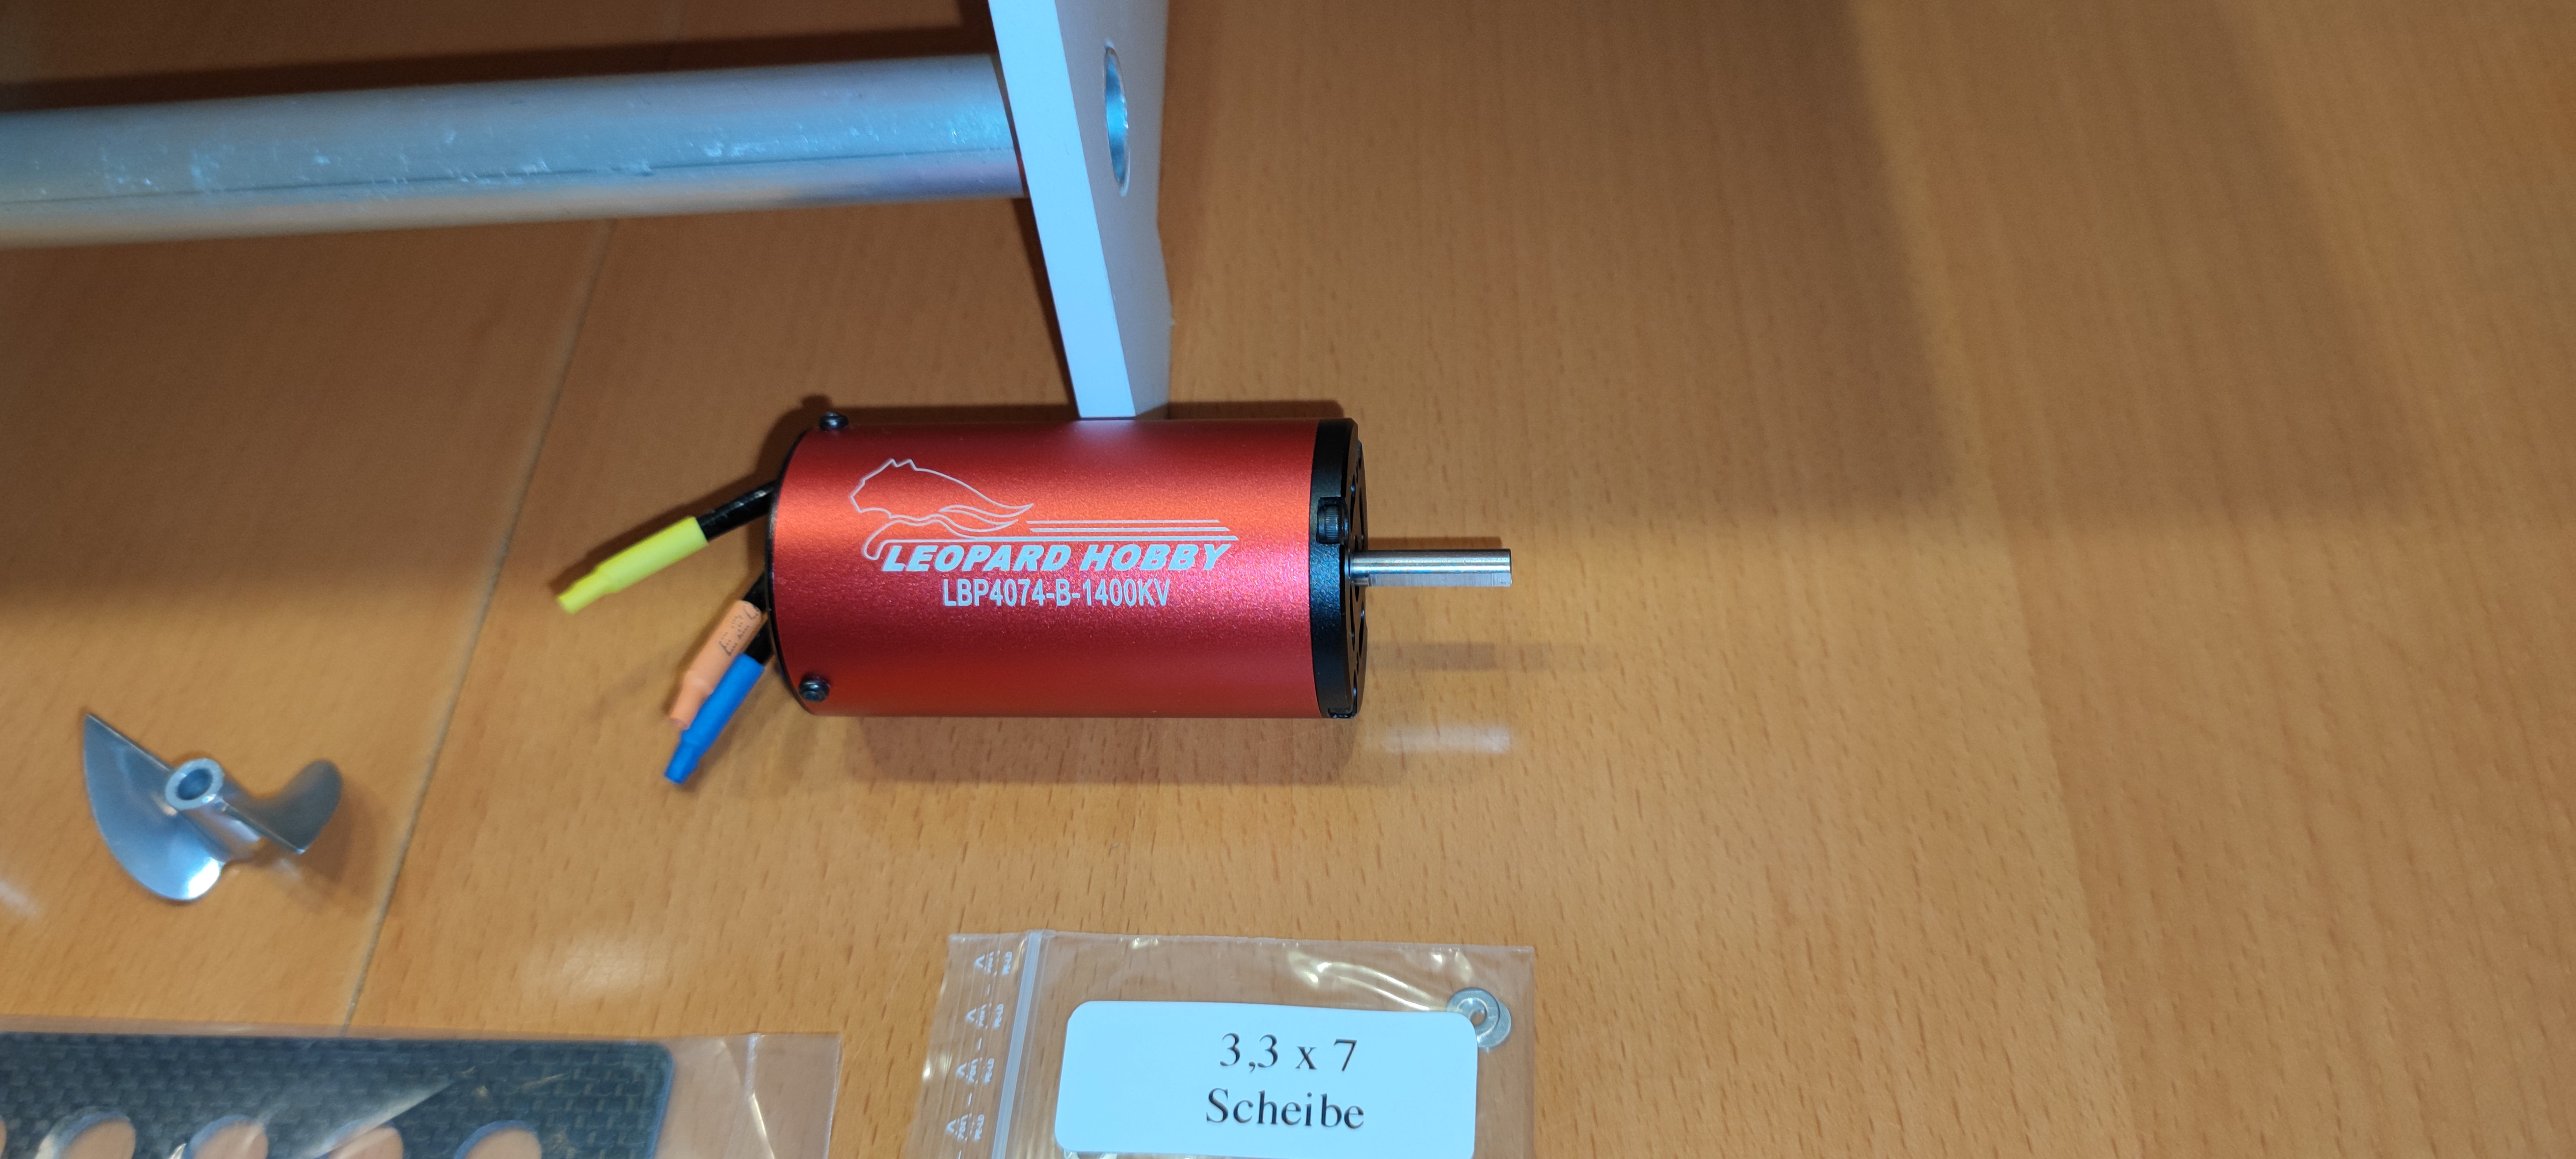 LEOPARD HOBBY
LBP4074-B-1400KV
3,3 x 7
Scheibe